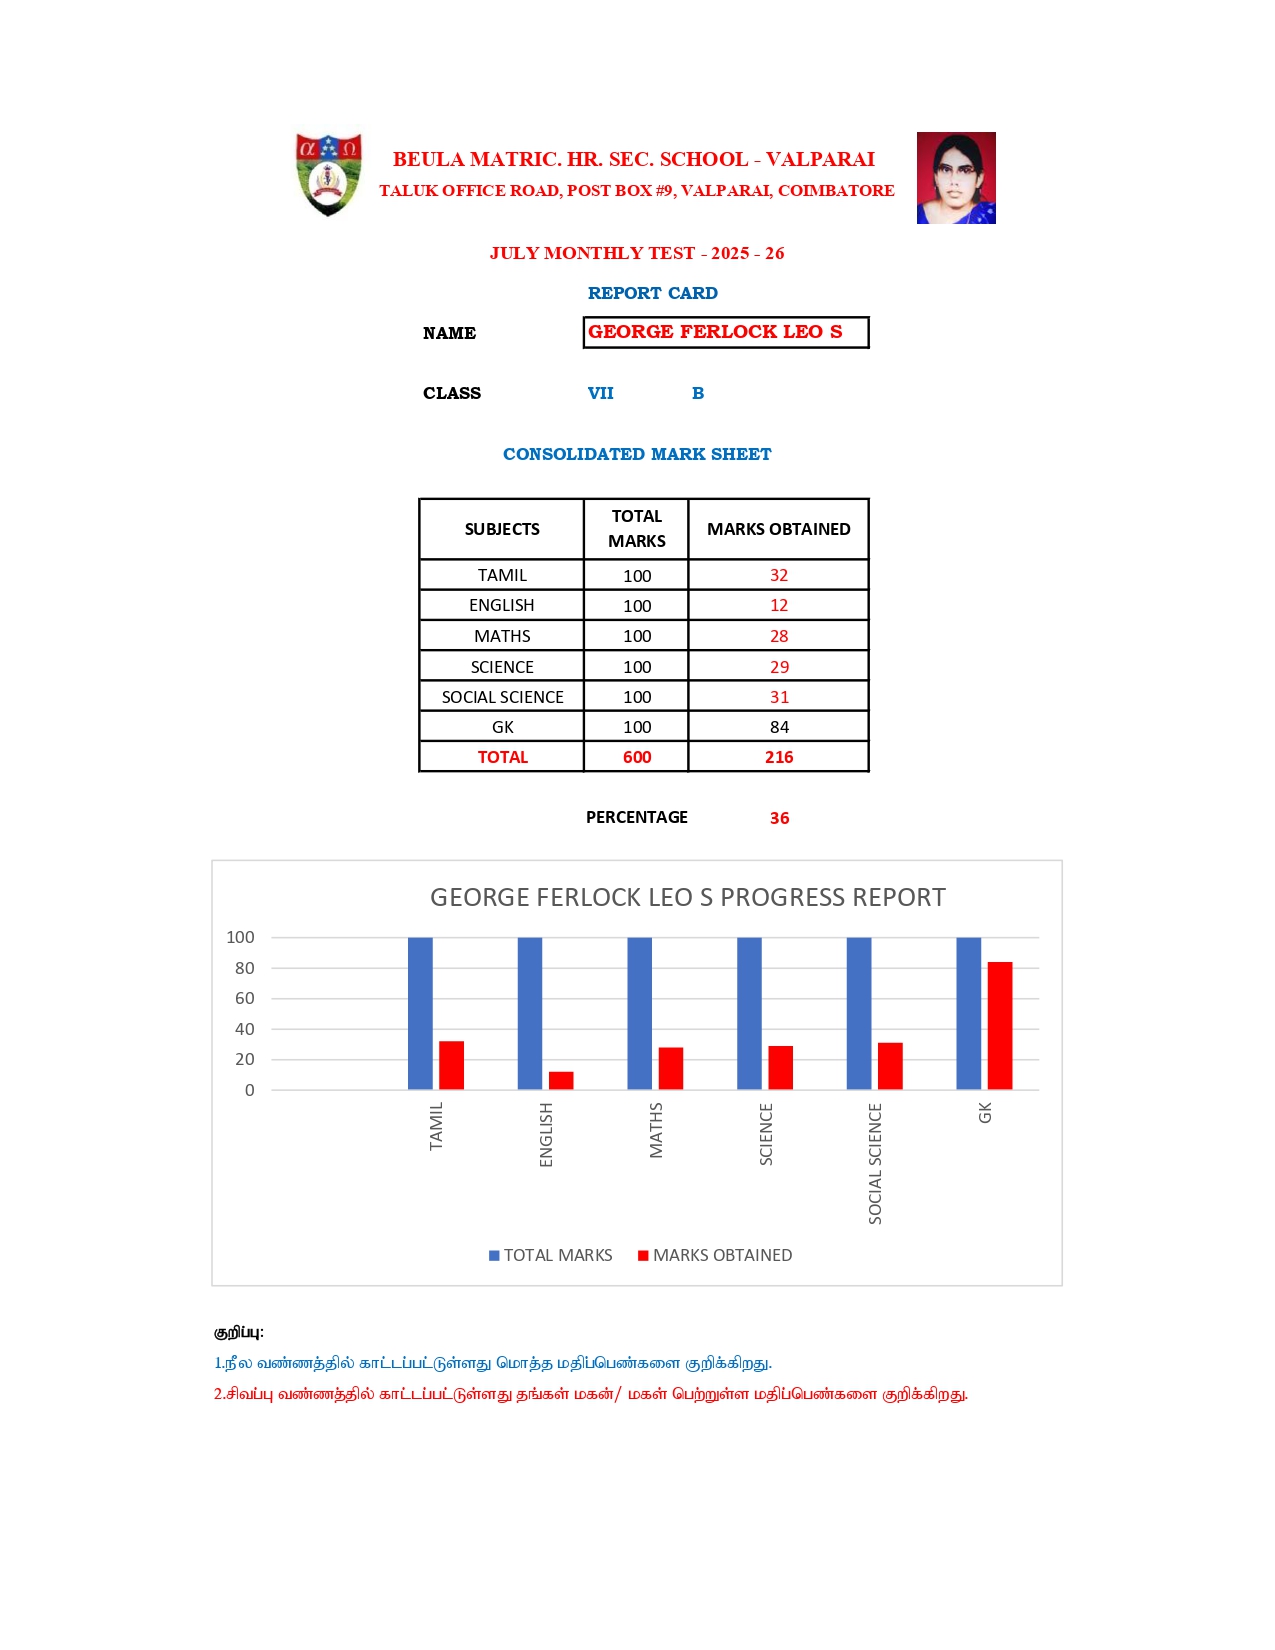 α Ω
BEULA MATRIC. HR. SEC. SCHOOL - VALPARAI
TALUK OFFICE ROAD, POST BOX #9, VALPARAI, COIMBATORE
JULY MONTHLY TEST - 2025 - 26
REPORT CARD
NAME GEORGE FERLOCK LEO S
CLASS VII B
CONSOLIDATED MARK SHEET
SUBJECTS TOTAL MARKS MARKS OBTAINED
TAMIL 100 32
ENGLISH 100 12
MATHS 100 28
SCIENCE 100 29
SOCIAL SCIENCE 100 31
GK 100 84
TOTAL 600 216
PERCENTAGE 36
GEORGE FERLOCK LEO S PROGRESS REPORT
100
80
60
40
20
0
TAMIL
ENGLISH
MATHS
SCIENCE
SOCIAL SCIENCE
GK
TOTAL MARKS MARKS OBTAINED
குறிப்பு:
1.நீல வண்ணத்தில் காட்டப்பட்டுள்ளது மொத்த மதிப்பெண்களை குறிக்கிறது.
2.சிவப்பு வண்ணத்தில் காட்டப்பட்டுள்ளது தங்கள் மகன்/ மகள் பெற்றுள்ள மதிப்பெண்களை குறிக்கிறது.